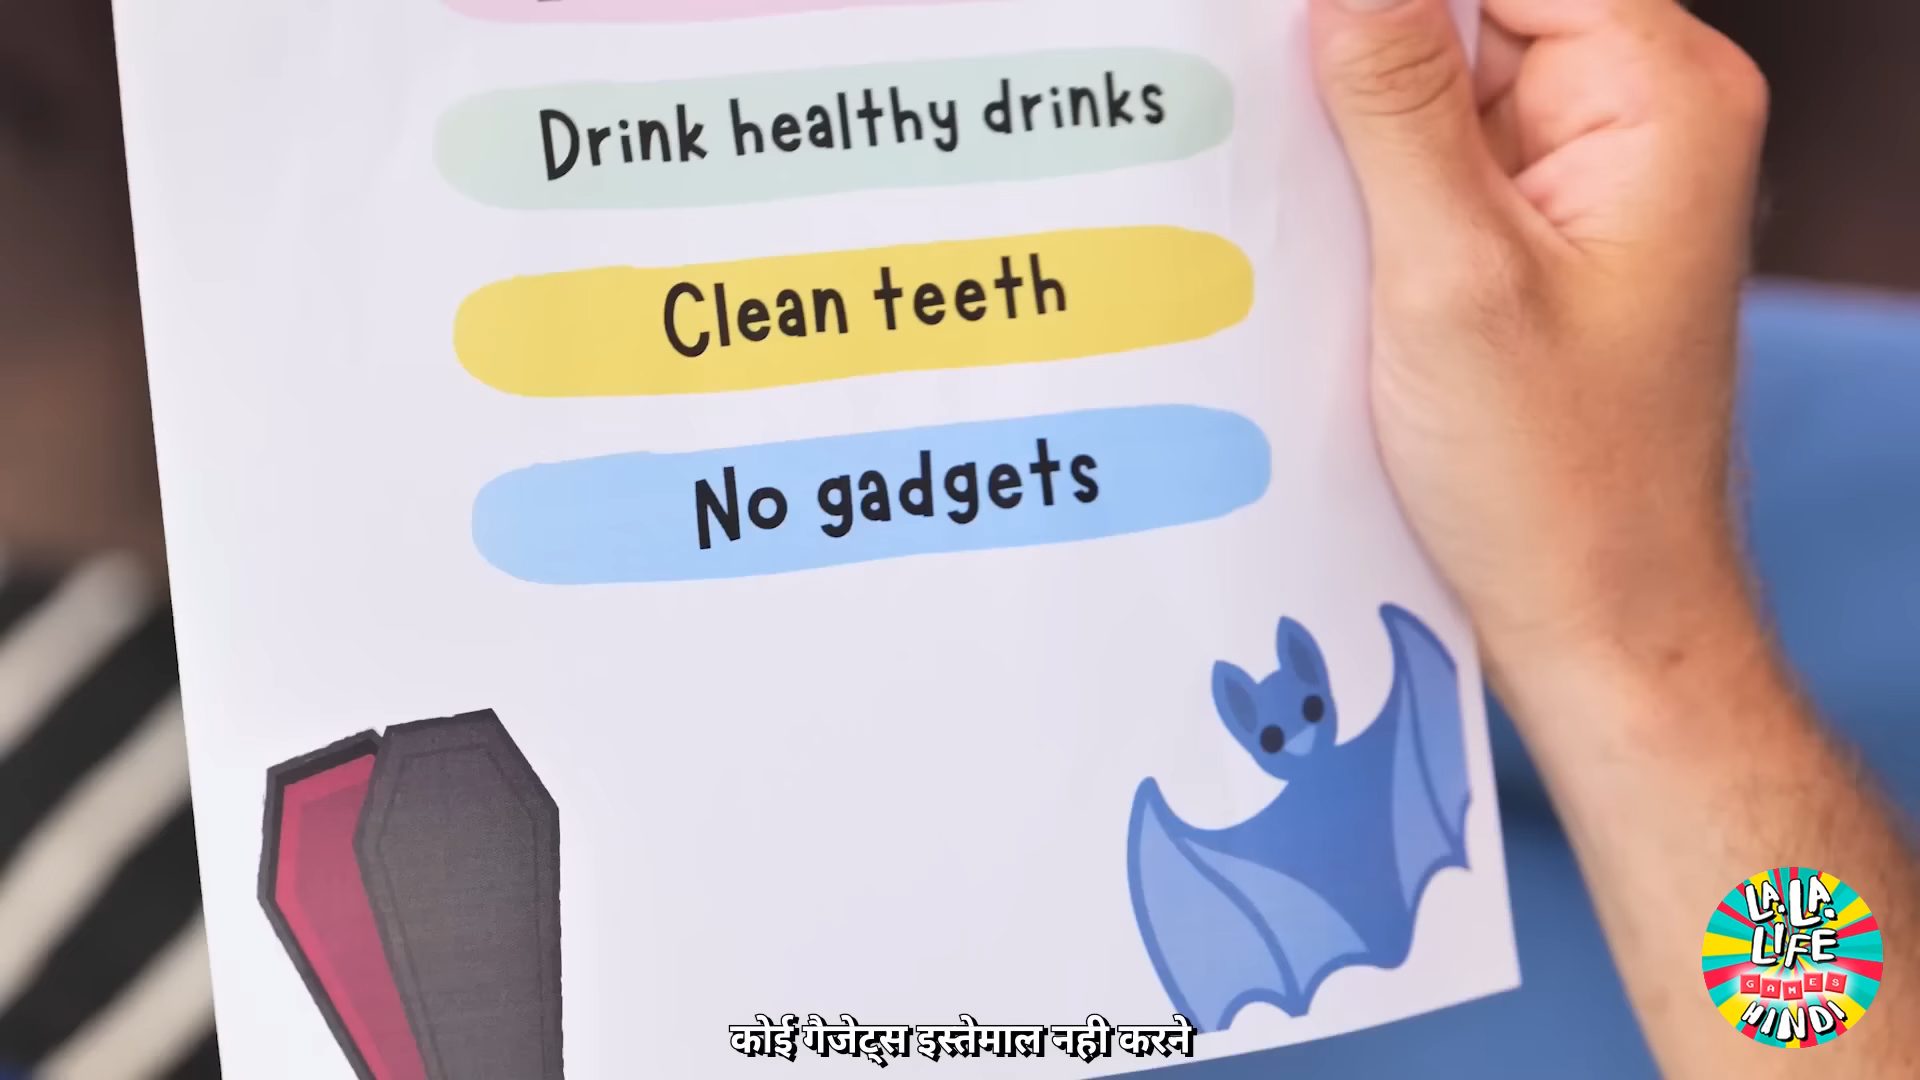 Drink healthy drinks
Clean teeth
No gadgets
LA.LA.
LIFE
GAMES
HINDI
कोई गैजेट्स इस्तेमाल नही करने